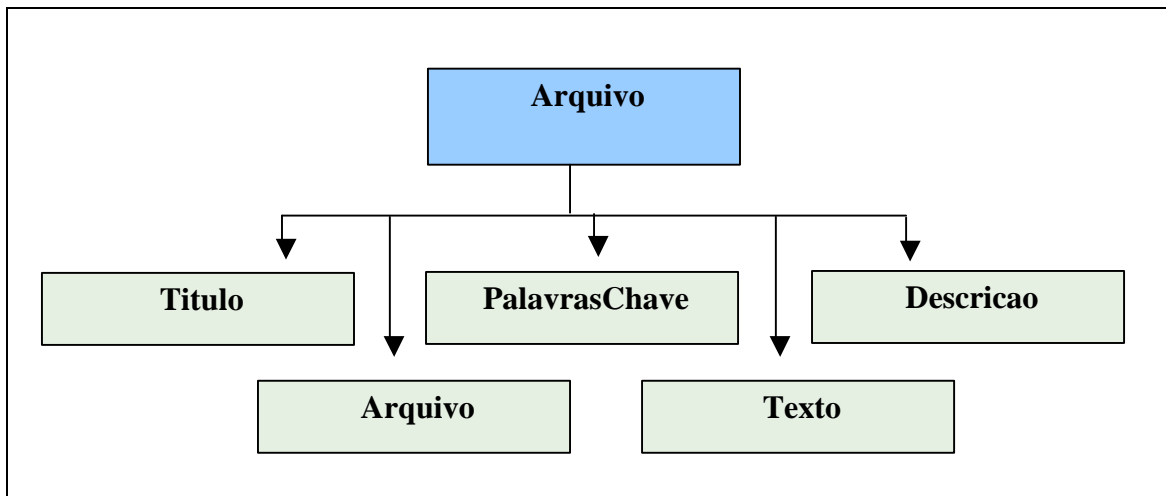 Arquivo
Titulo
PalavrasChave
Descricao
Arquivo
Texto